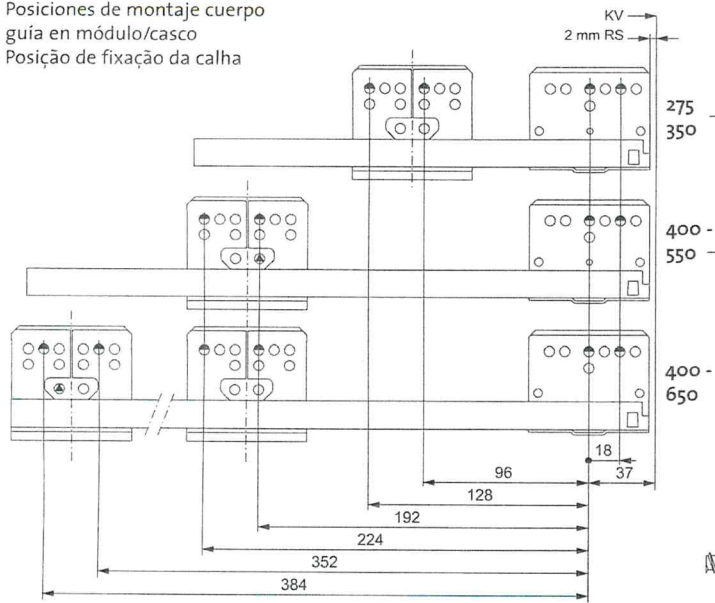 Posiciones de montaje cuerpo
guía en módulo/casco
Posição de fixação da calha
KV
2 mm RS
275
350
400 -
550
400 -
650
18
96
37
128
192
224
352
384